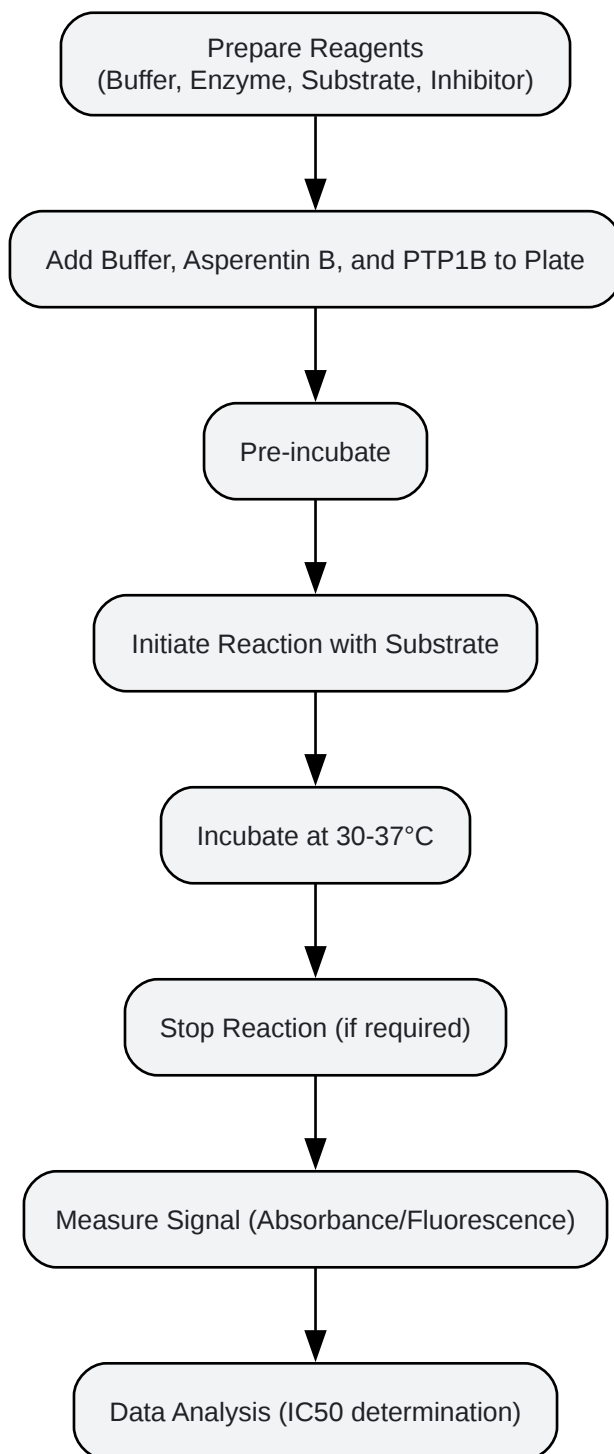 Prepare Reagents
(Buffer, Enzyme, Substrate, Inhibitor)
Add Buffer, Asperentin B, and PTP1B to Plate
Pre-incubate
Initiate Reaction with Substrate
Incubate at 30-37°C
Stop Reaction (if required)
Measure Signal (Absorbance/Fluorescence)
Data Analysis (IC50 determination)